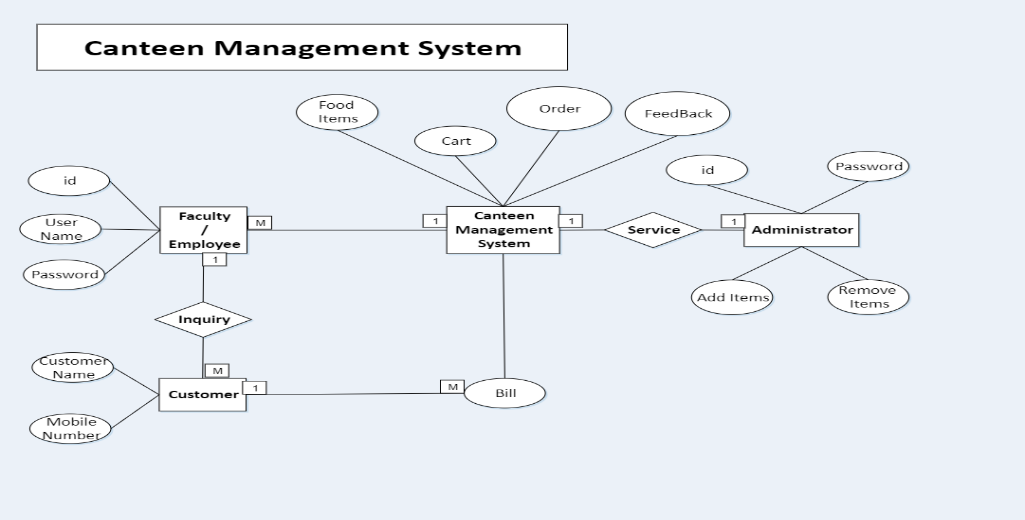 Canteen Management System
Food
Items
Cart
Order
FeedBack
id
Password
id
User
Name
Password
Faculty
/
Employee
M
1
1
Canteen
Management
System
1
Service
1
Administrator
Add Items
Remove
Items
Inquiry
M
Customer
Name
Mobile
Number
Customer
1
M
Bill